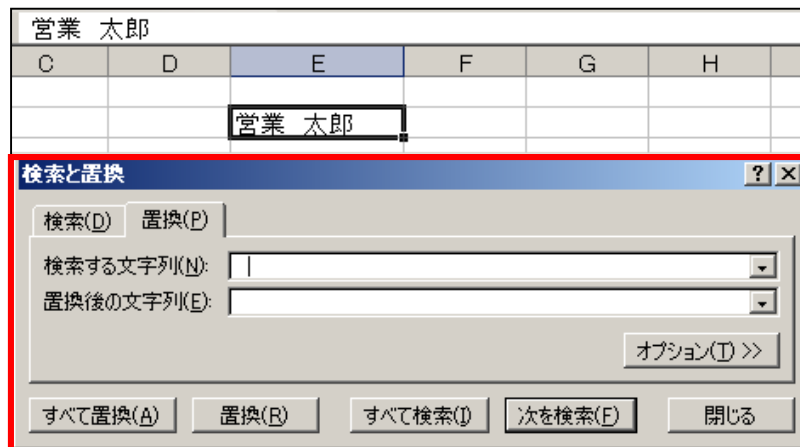 営業 太郎
C D E F G H
営業 太郎
検索と置換
検索(D) 置換(P)
検索する文字列(N):
置換後の文字列(E):
オプション(T) >>
すべて置換(A) 置換(R) すべて検索(I) 次を検索(F) 閉じる